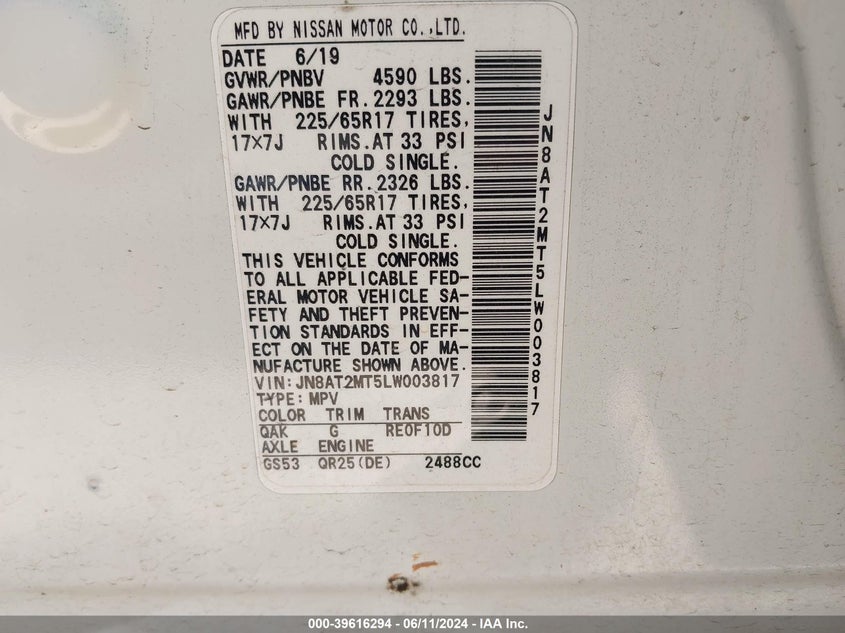 MFD BY NISSAN MOTOR CO.,LTD.
DATE 6/19
GVWR/PNBV 4590 LBS.
GAWR/PNBE FR. 2293 LBS.
WITH 225/65R17 TIRES,
17×7J RIMS.AT 33 PSI
COLD SINGLE.
GAWR/PNBE RR. 2326 LBS.
WITH 225/65R17 TIRES,
17×7J RIMS.AT 33 PSI
COLD SINGLE.
THIS VEHICLE CONFORMS
TO ALL APPLICABLE FED-
ERAL MOTOR VEHICLE SA-
FETY AND THEFT PREVEN-
TION STANDARDS IN EFF-
ECT ON THE DATE OF MA-
NUFACTURE SHOWN ABOVE.
VIN:JN8AT2MT5LW003817
TYPE: MPV
COLOR TRIM TRANS
QAK G RE0F10D
AXLE ENGINE
GS53 QR25(DE) 2488CC
JN8AT2MT5LW003817
000-39616294 - 06/11/2024 - IAA Inc.